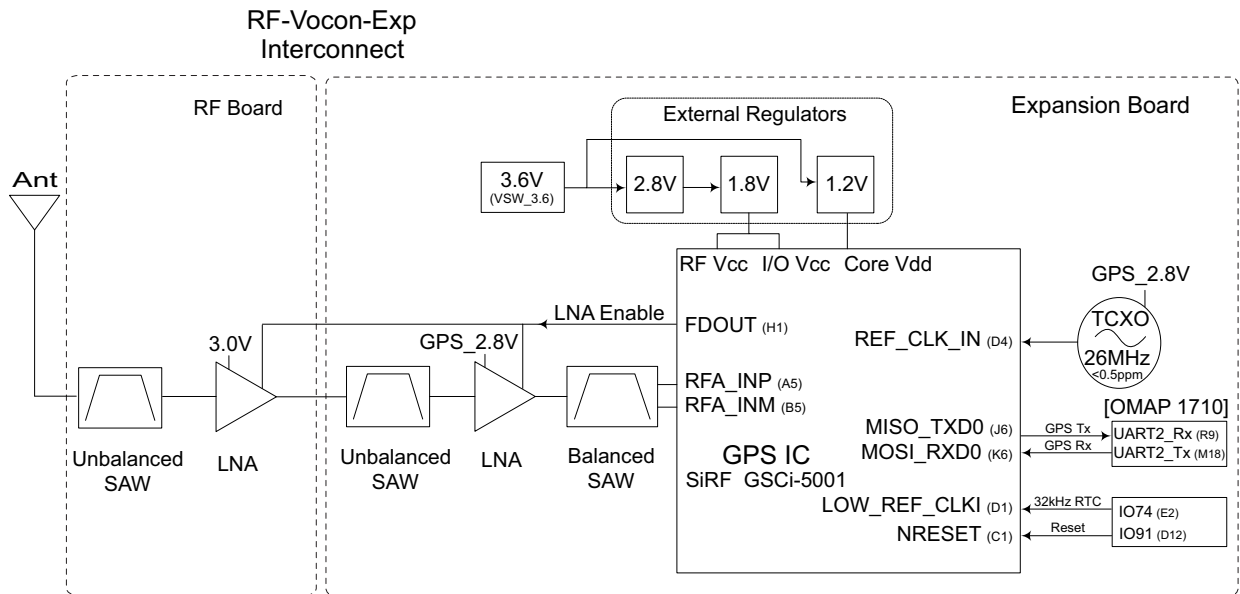 RF-Vocon-Exp
Interconnect
RF Board
Expansion Board
External Regulators
Ant
3.6V
(VSW_3.6)
2.8V
1.8V
1.2V
RF Vcc
I/O Vcc
Core Vdd
GPS_2.8V
LNA Enable
FDOUT (H1)
REF_CLK_IN (D4)
TCXO
26MHz
<0.5ppm
3.0V
GPS_2.8V
RFA_INP (A5)
RFA_INM (B5)
[OMAP 1710]
MISO_TXD0 (J6)
GPS Tx
UART2_Rx (R9)
MOSI_RXD0 (K6)
GPS Rx
UART2_Tx (M18)
Unbalanced
SAW
LNA
Unbalanced
SAW
LNA
Balanced
SAW
GPS IC
SiRF GSCi-5001
LOW_REF_CLKI (D1)
32kHz RTC
IO74 (E2)
NRESET (C1)
Reset
IO91 (D12)